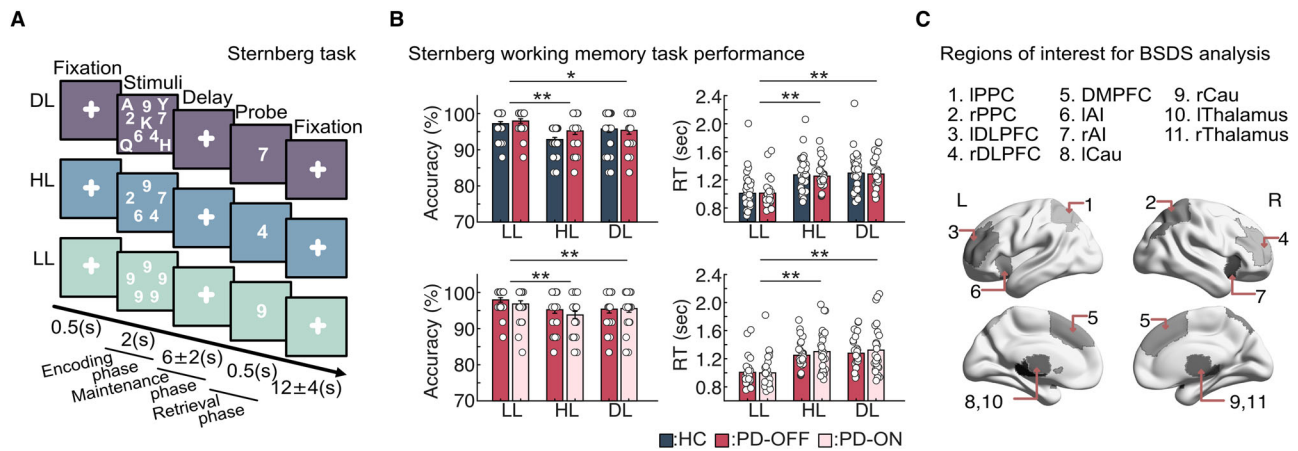 A
Sternberg task
Fixation
Stimuli
Delay
Probe
Fixation
DL
A 9 Y
2 K 7
6 4
Q H
7
HL
9
2 7
6 4
4
LL
9
9 9
9 9
9
0.5(s)
2(s)
6±2(s)
0.5(s)
12±4(s)
Encoding phase
Maintenance phase
Retrieval phase
B
Sternberg working memory task performance
Accuracy (%)
100
90
80
70
**
*
LL HL DL
RT (sec)
2.4
2.0
1.6
1.2
0.8
**
**
LL HL DL
Accuracy (%)
100
90
80
70
**
**
LL HL DL
RT (sec)
2.4
2.0
1.6
1.2
0.8
**
**
LL HL DL
:HC :PD-OFF :PD-ON
C
Regions of interest for BSDS analysis
1. lPPC 5. DMPFC 9. rCau
2. rPPC 6. lAI 10. lThalamus
3. lDLPFC 7. rAI 11. rThalamus
4. rDLPFC 8. lCau
L R
1
2
3
4
6
7
5
5
8,10
9,11